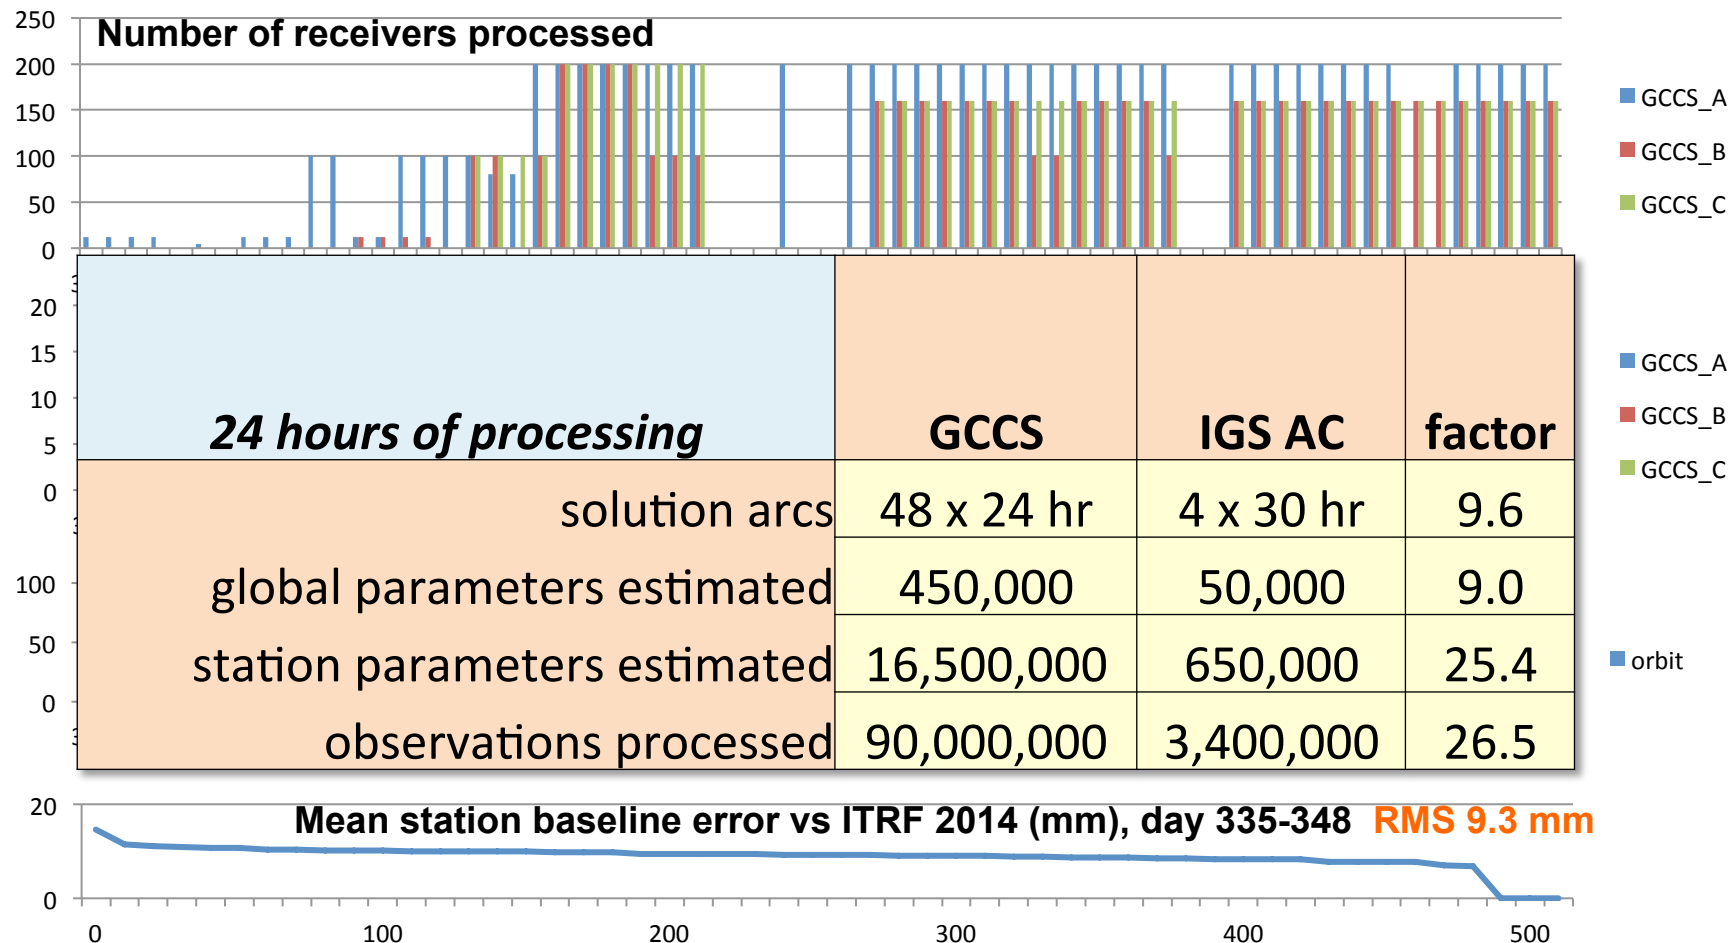 250
Number of receivers processed
200
150
100
50
0
GCCS_A
GCCS_B
GCCS_C
20
15
10
5
0
GCCS_A
GCCS_B
GCCS_C
100
50
0
orbit
24 hours of processing GCCS IGS AC factor
solution arcs 48 x 24 hr 4 x 30 hr 9.6
global parameters estimated 450,000 50,000 9.0
station parameters estimated 16,500,000 650,000 25.4
observations processed 90,000,000 3,400,000 26.5
20
Mean station baseline error vs ITRF 2014 (mm), day 335-348 RMS 9.3 mm
0
0 100 200 300 400 500